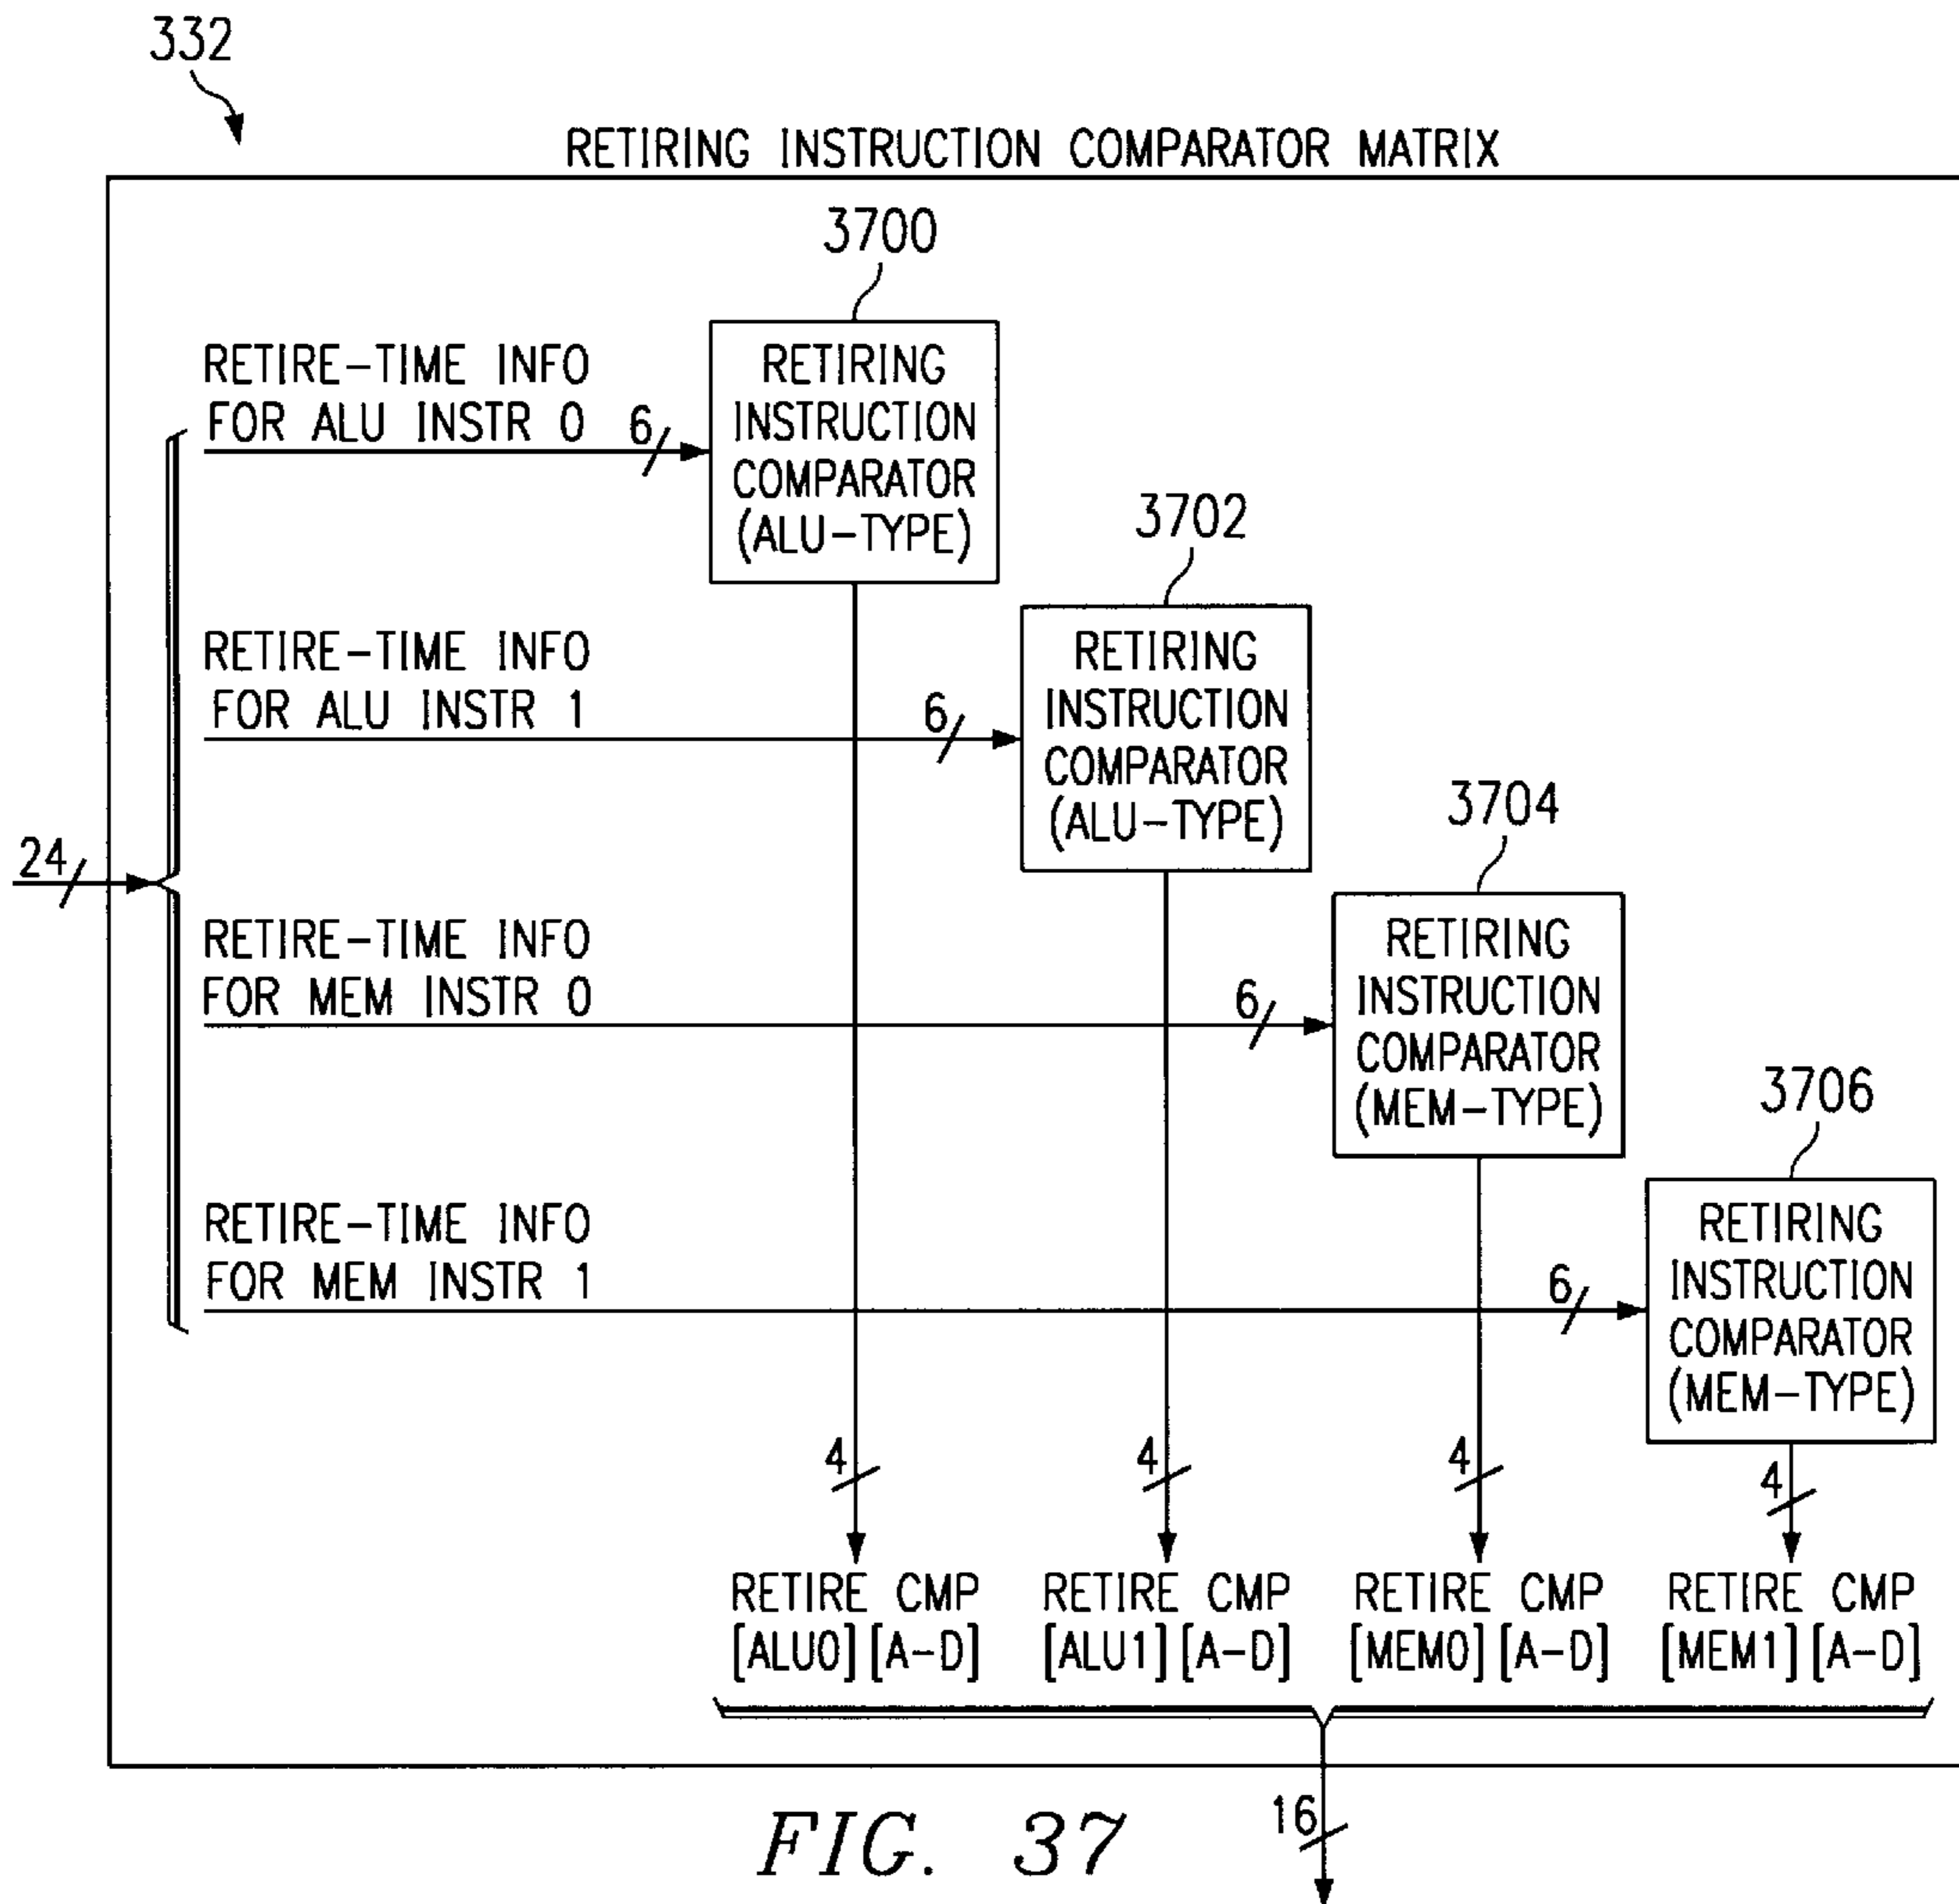 332
RETIRING INSTRUCTION COMPARATOR MATRIX
3700
RETIRE-TIME INFO
FOR ALU INSTR 0
6
RETIRING
INSTRUCTION
COMPARATOR
(ALU-TYPE)
3702
RETIRE-TIME INFO
FOR ALU INSTR 1
6
RETIRING
INSTRUCTION
COMPARATOR
(ALU-TYPE)
3704
24
RETIRE-TIME INFO
FOR MEM INSTR 0
6
RETIRING
INSTRUCTION
COMPARATOR
(MEM-TYPE)
3706
RETIRE-TIME INFO
FOR MEM INSTR 1
6
RETIRING
INSTRUCTION
COMPARATOR
(MEM-TYPE)
4
4
4
4
RETIRE CMP
[ALU0][A-D]
RETIRE CMP
[ALU1][A-D]
RETIRE CMP
[MEM0][A-D]
RETIRE CMP
[MEM1][A-D]
16
FIG. 37